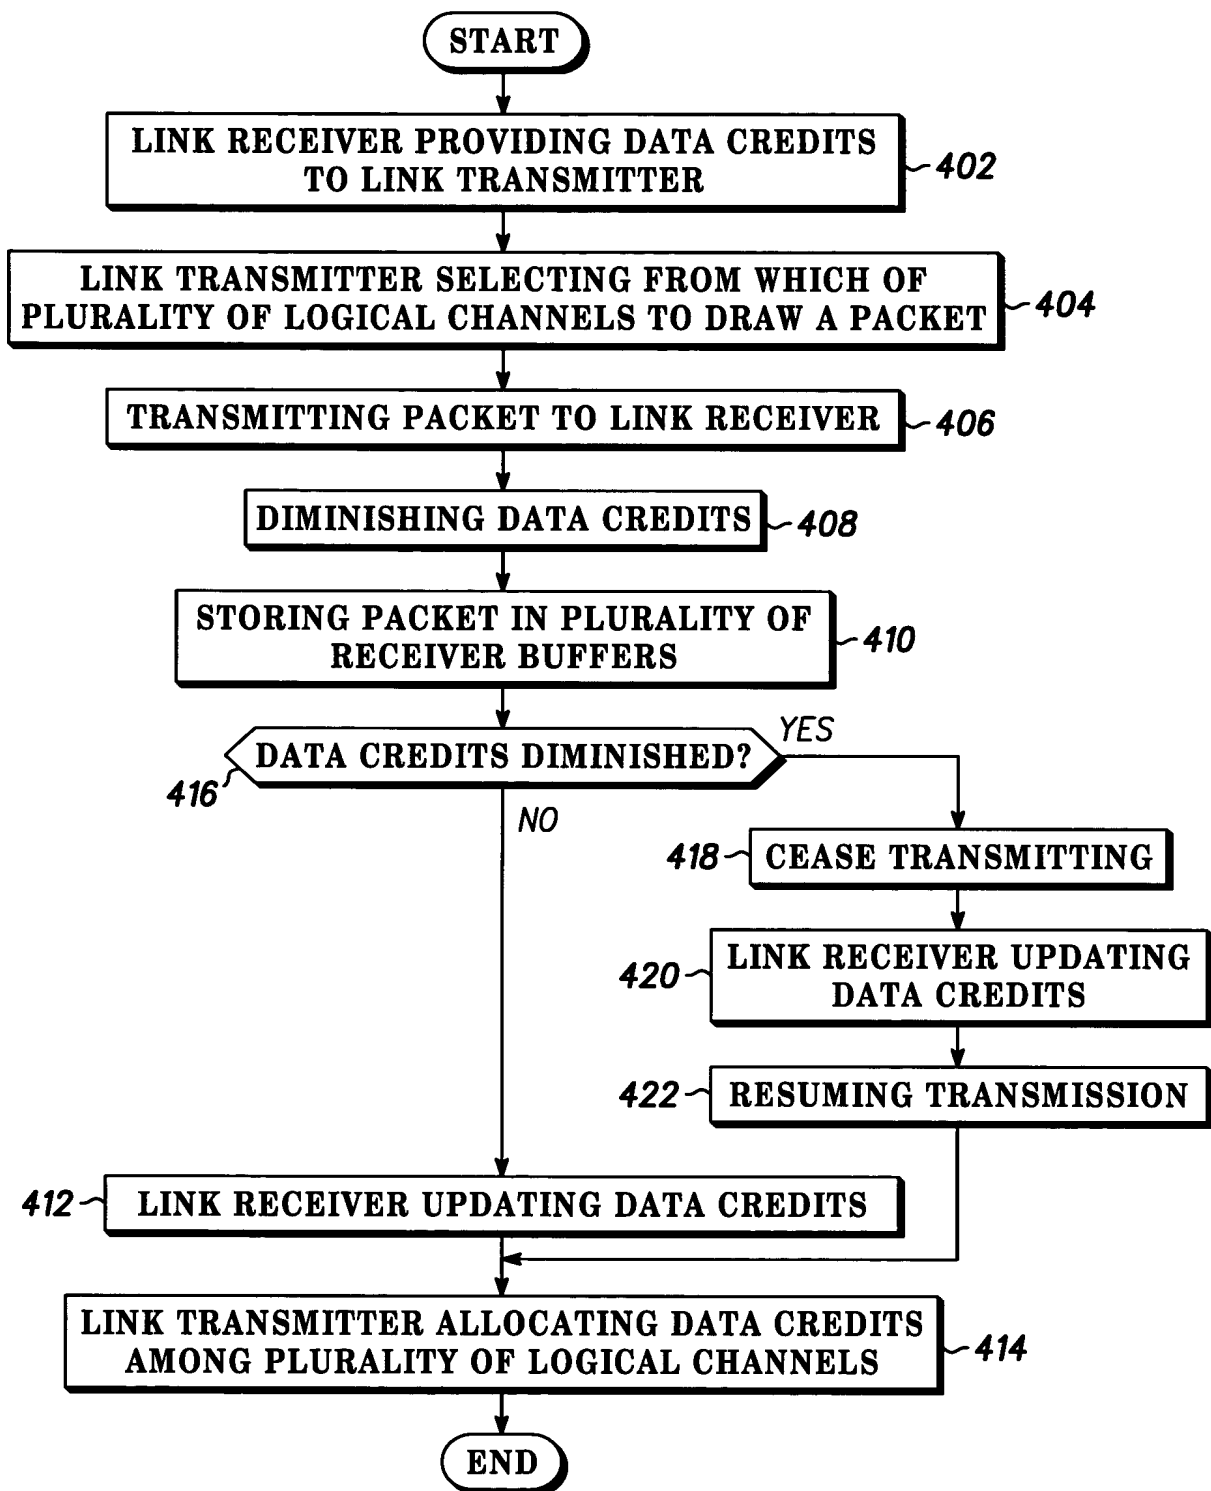 START
LINK RECEIVER PROVIDING DATA CREDITS
TO LINK TRANSMITTER
402
LINK TRANSMITTER SELECTING FROM WHICH OF
PLURALITY OF LOGICAL CHANNELS TO DRAW A PACKET
404
TRANSMITTING PACKET TO LINK RECEIVER
406
DIMINISHING DATA CREDITS
408
STORING PACKET IN PLURALITY OF
RECEIVER BUFFERS
410
DATA CREDITS DIMINISHED?
416
YES
NO
418
CEASE TRANSMITTING
420
LINK RECEIVER UPDATING
DATA CREDITS
422
RESUMING TRANSMISSION
412
LINK RECEIVER UPDATING DATA CREDITS
LINK TRANSMITTER ALLOCATING DATA CREDITS
AMONG PLURALITY OF LOGICAL CHANNELS
414
END